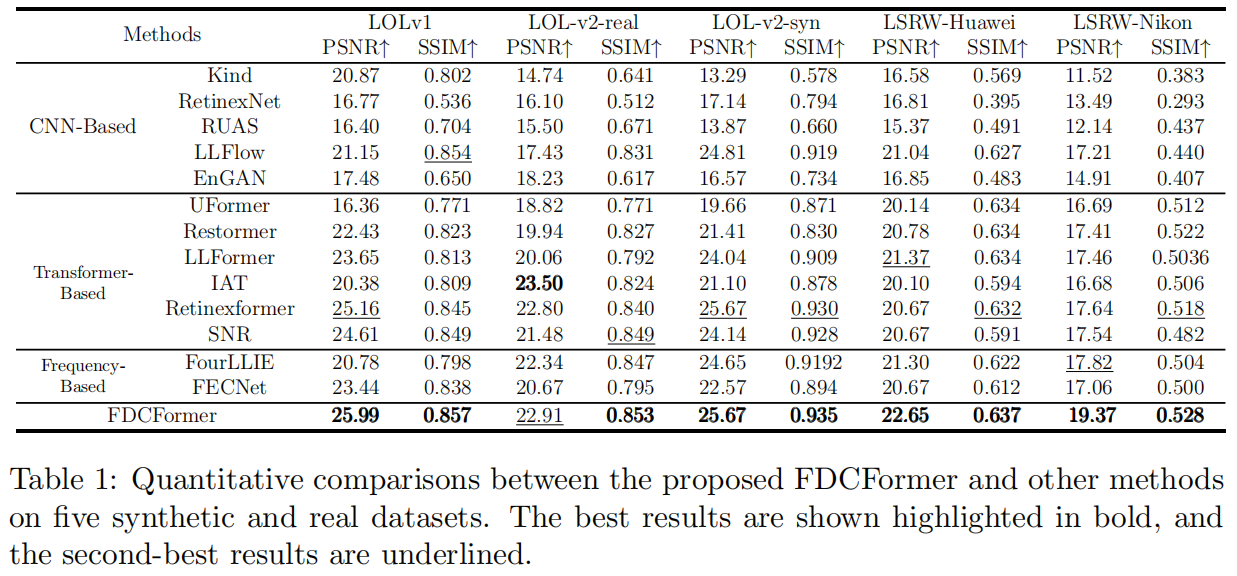 Methods LOLv1 LOL-v2-real LOL-v2-syn LSRW-Huawei LSRW-Nikon
PSNR↑ SSIM↑ PSNR↑ SSIM↑ PSNR↑ SSIM↑ PSNR↑ SSIM↑ PSNR↑ SSIM↑
CNN-Based
Kind 20.87 0.802 14.74 0.641 13.29 0.578 16.58 0.569 11.52 0.383
RetinexNet 16.77 0.536 16.10 0.512 17.14 0.794 16.81 0.395 13.49 0.293
RUAS 16.40 0.704 15.50 0.671 13.87 0.660 15.37 0.491 12.14 0.437
LLFlow 21.15 0.854 17.43 0.831 24.81 0.919 21.04 0.627 17.21 0.440
EnGAN 17.48 0.650 18.23 0.617 16.57 0.734 16.85 0.483 14.91 0.407
Transformer-
Based
UFormer 16.36 0.771 18.82 0.771 19.66 0.871 20.14 0.634 16.69 0.512
Restormer 22.43 0.823 19.94 0.827 21.41 0.830 20.78 0.634 17.41 0.522
LLFormer 23.65 0.813 20.06 0.792 24.04 0.909 21.37 0.634 17.46 0.5036
IAT 20.38 0.809 23.50 0.824 21.10 0.878 20.10 0.594 16.68 0.506
Retinexformer 25.16 0.845 22.80 0.840 25.67 0.930 20.67 0.632 17.64 0.518
SNR 24.61 0.849 21.48 0.849 24.14 0.928 20.67 0.591 17.54 0.482
Frequency-
Based
FourLLIE 20.78 0.798 22.34 0.847 24.65 0.9192 21.30 0.622 17.82 0.504
FECNet 23.44 0.838 20.67 0.795 22.57 0.894 20.67 0.612 17.06 0.500
FDCFormer 25.99 0.857 22.91 0.853 25.67 0.935 22.65 0.637 19.37 0.528
Table 1: Quantitative comparisons between the proposed FDCFormer and other methods
on five synthetic and real datasets. The best results are shown highlighted in bold, and
the second-best results are underlined.